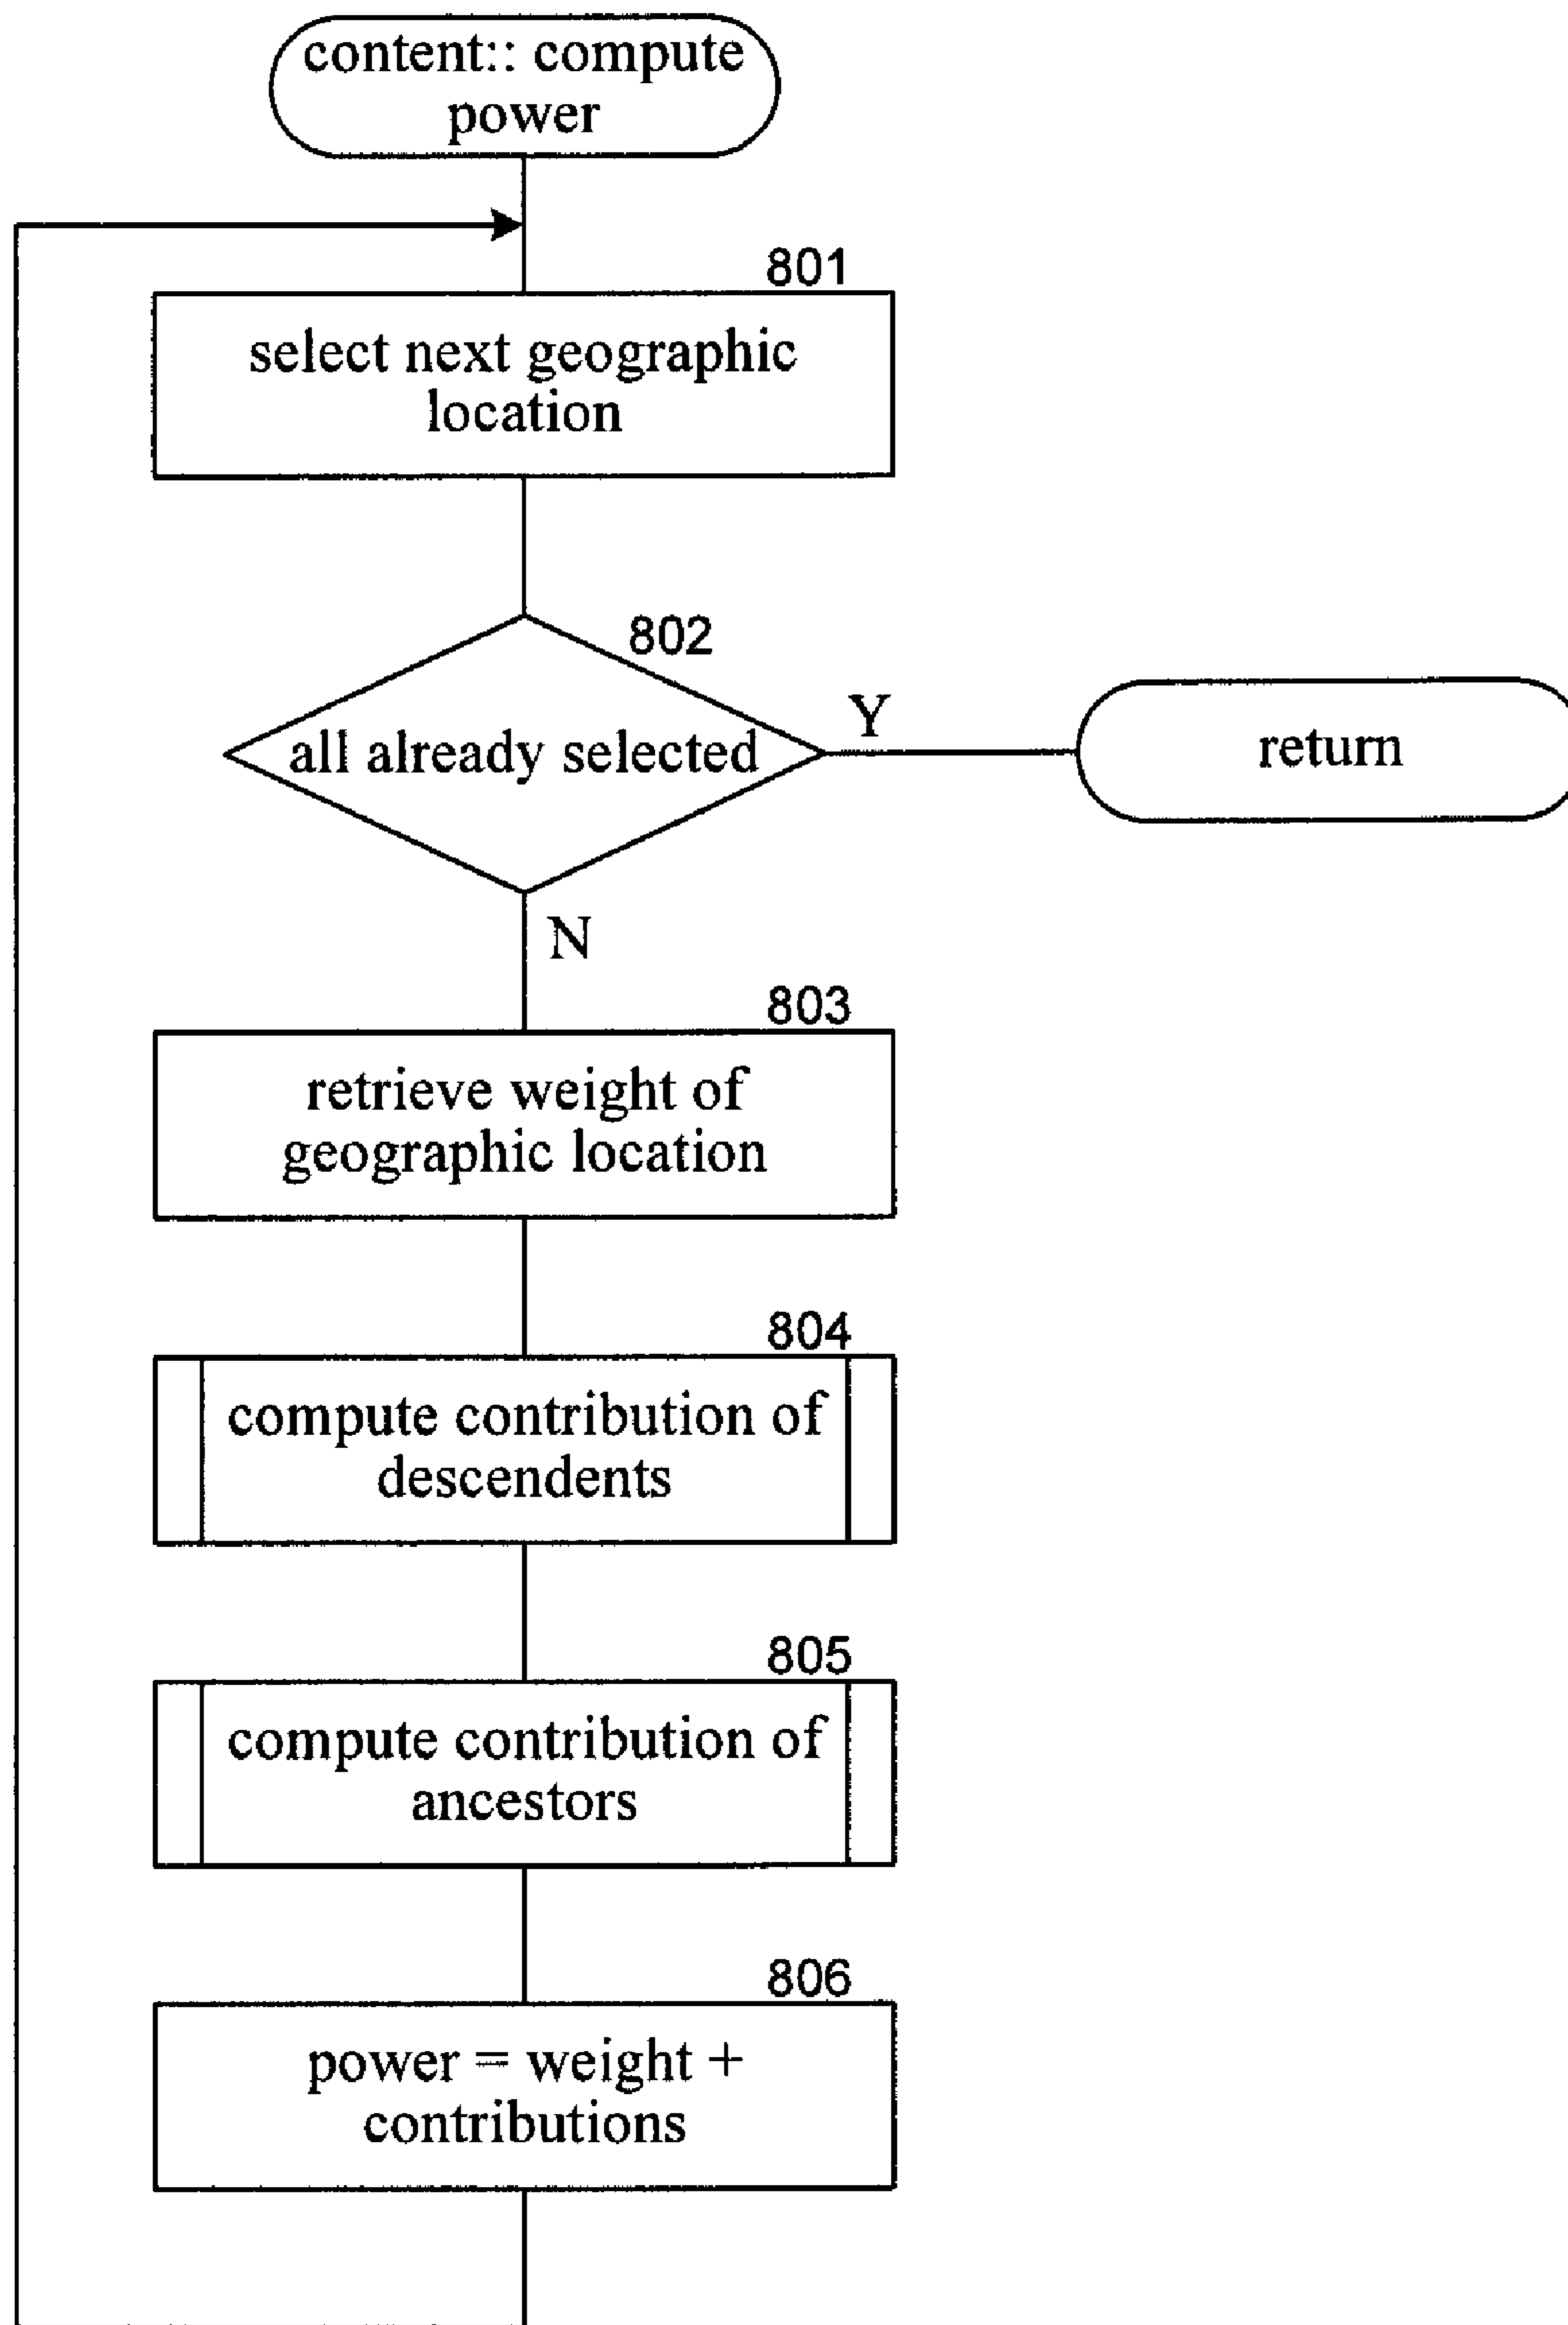 content:: compute
power
801
select next geographic
location
802
all already selected
Y
return
N
803
retrieve weight of
geographic location
804
compute contribution of
descendents
805
compute contribution of
ancestors
806
power = weight +
contributions